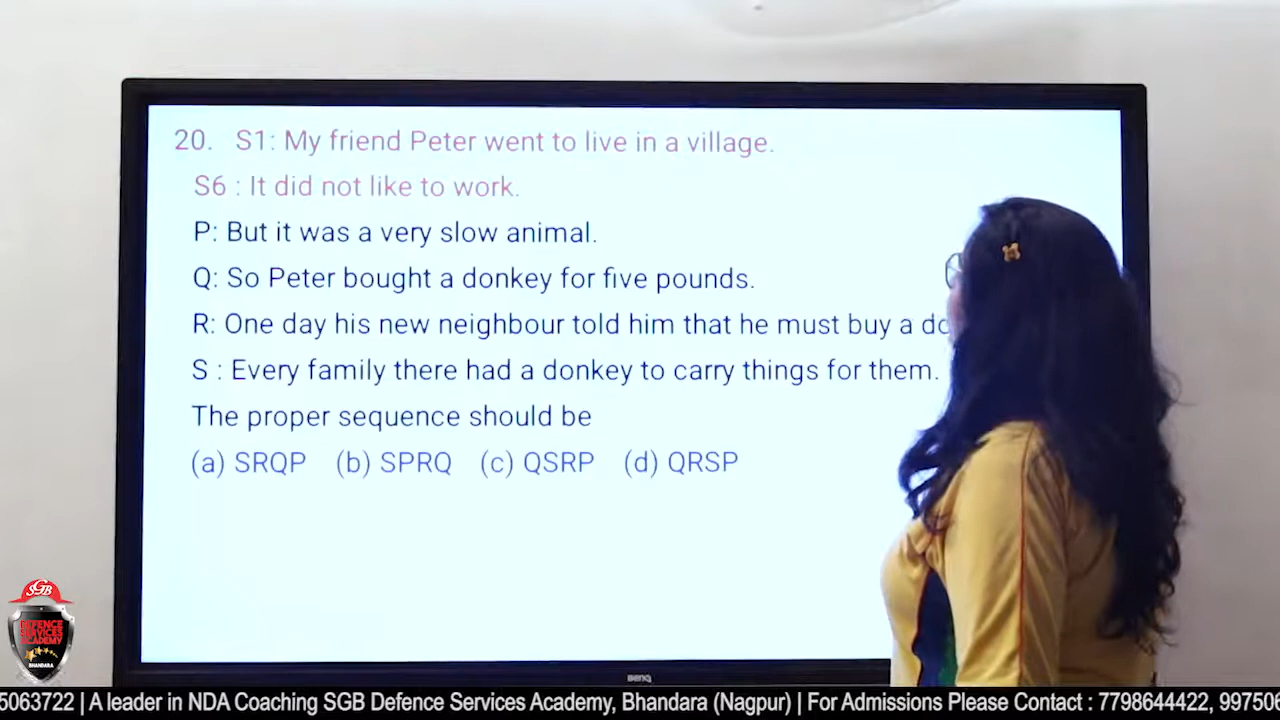 20. S1: My friend Peter went to live in a village.
S6 : It did not like to work.
P: But it was a very slow animal.
Q: So Peter bought a donkey for five pounds.
R: One day his new neighbour told him that he must buy a
S : Every family there had a donkey to carry things for them.
The proper sequence should be
(a) SRQP (b) SPRQ (c) QSRP (d) QRSP
BenQ
SGB
DEFENCE
SERVICES
ACADEMY
BHANDARA
5063722 | A leader in NDA Coaching SGB Defence Services Academy, Bhandara (Nagpur) | For Admissions Please Contact : 7798644422, 997506